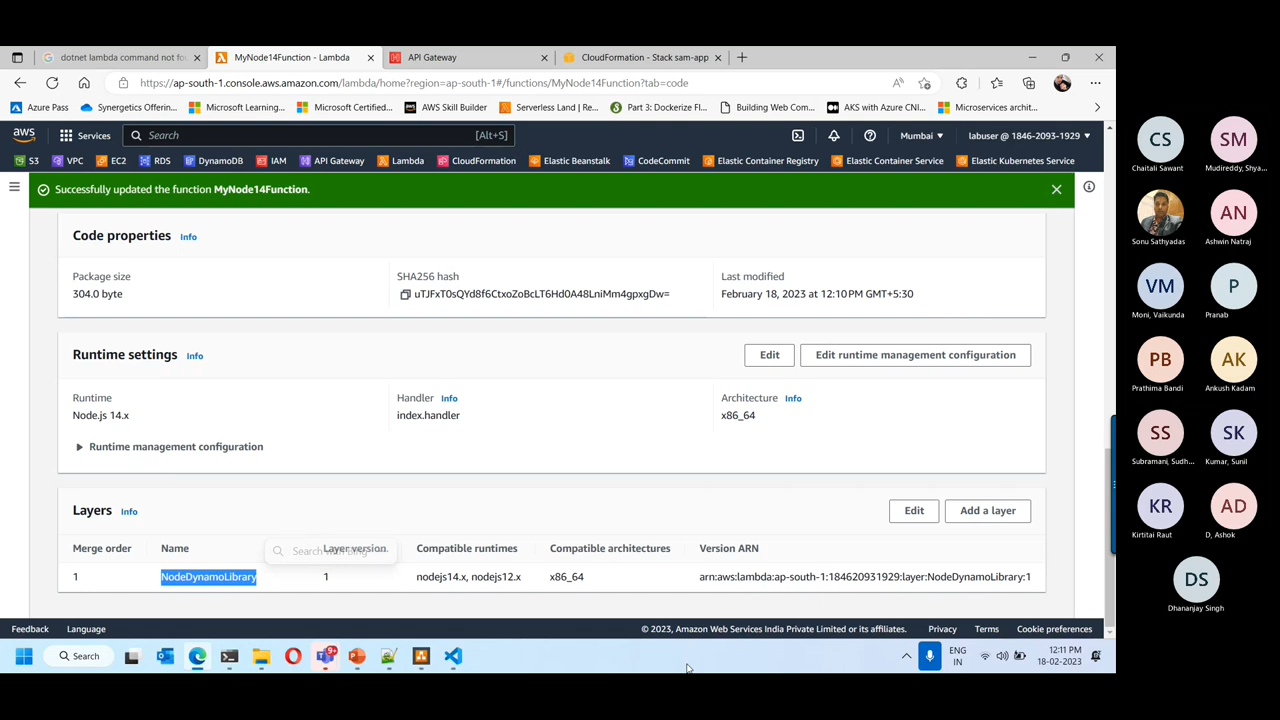 dotnet lambda command not fo
MyNode14Function - Lambda
API Gateway
CloudFormation - Stack sam-app
https://ap-south-1.console.aws.amazon.com/lambda/home?region=ap-south-1#/functions/MyNode14Function?tab=code
Azure Pass
Synergetics Offering...
Microsoft Learning...
Microsoft Certified...
AWS Skill Builder
Serverless Land | Re...
Part 3: Dockerize Fl...
Building Web Com...
AKS with Azure CNI...
Microservices archit...
aws
Services
Search
[Alt+S]
Mumbai
labuser @ 1846-2093-1929
S3
VPC
EC2
RDS
DynamoDB
IAM
API Gateway
Lambda
CloudFormation
Elastic Beanstalk
CodeCommit
Elastic Container Registry
Elastic Container Service
Elastic Kubernetes Service
Successfully updated the function MyNode14Function.
Code properties Info
Package size
304.0 byte
SHA256 hash
uTJFxT0sQYd8f6CtxoZoBcLT6Hd0A48LniMm4gpxgDw=
Last modified
February 18, 2023 at 12:10 PM GMT+5:30
Runtime settings Info
Edit
Edit runtime management configuration
Runtime
Node.js 14.x
Handler Info
index.handler
Architecture Info
x86_64
Runtime management configuration
Layers Info
Edit
Add a layer
Merge order
Name
Layer version
Compatible runtimes
Compatible architectures
Version ARN
1
NodeDynamoLibrary
1
nodejs14.x, nodejs12.x
x86_64
arn:aws:lambda:ap-south-1:184620931929:layer:NodeDynamoLibrary:1
Feedback
Language
© 2023, Amazon Web Services India Private Limited or its affiliates.
Privacy
Terms
Cookie preferences
Search
9+
ENG
IN
12:11 PM
18-02-2023
CS
Chaitali Sawant
SM
Mudireddy, Shya...
Sonu Sathyadas
AN
Ashwin Natraj
VM
Moni, Vaikunda
P
Pranab
PB
Prathima Bandi
AK
Ankush Kadam
SS
Subramani, Sudh...
SK
Kumar, Sunil
KR
Kirtitai Raut
AD
D, Ashok
DS
Dhananjay Singh